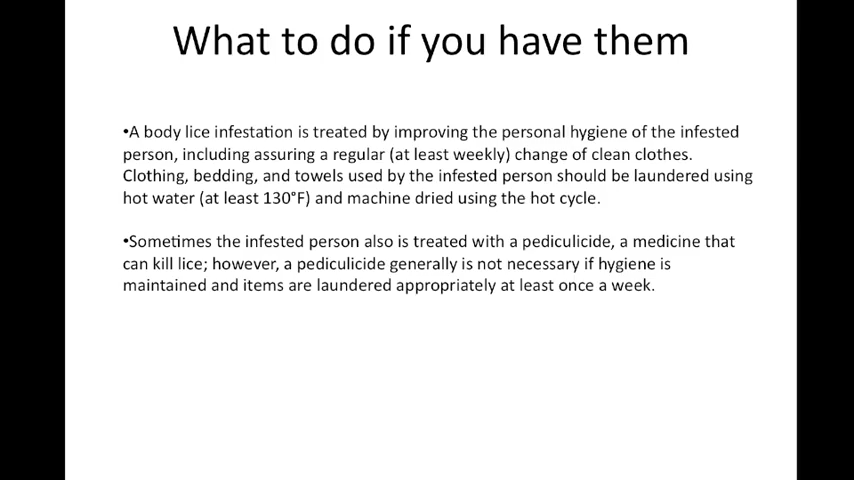 What to do if you have them
•A body lice infestation is treated by improving the personal hygiene of the infested
person, including assuring a regular (at least weekly) change of clean clothes.
Clothing, bedding, and towels used by the infested person should be laundered using
hot water (at least 130°F) and machine dried using the hot cycle.
•Sometimes the infested person also is treated with a pediculicide, a medicine that
can kill lice; however, a pediculicide generally is not necessary if hygiene is
maintained and items are laundered appropriately at least once a week.